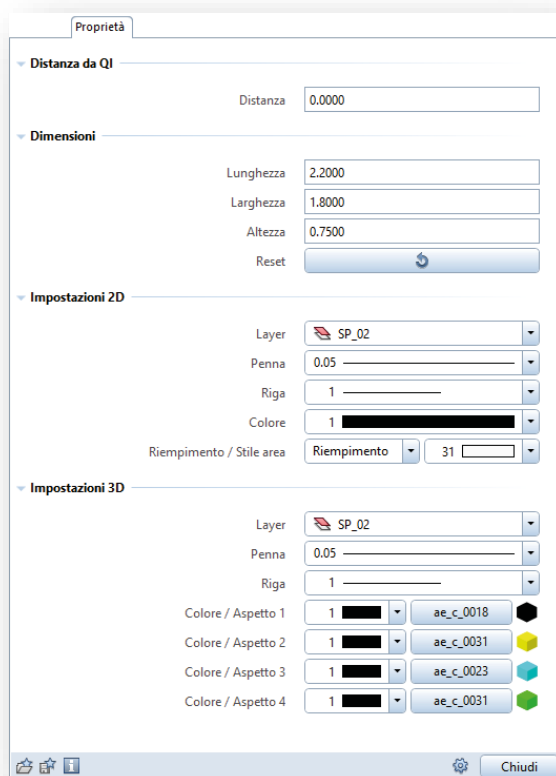 Proprietà
Distanza da QI
Distanza 0.0000
Dimensioni
Lunghezza 2.2000
Larghezza 1.8000
Altezza 0.7500
Reset
Impostazioni 2D
Layer SP_02
Penna 0.05
Riga 1
Colore 1
Riempimento / Stile area Riempimento 31
Impostazioni 3D
Layer SP_02
Penna 0.05
Riga 1
Colore / Aspetto 1 1 ae_c_0018
Colore / Aspetto 2 1 ae_c_0031
Colore / Aspetto 3 1 ae_c_0023
Colore / Aspetto 4 1 ae_c_0031
Chiudi